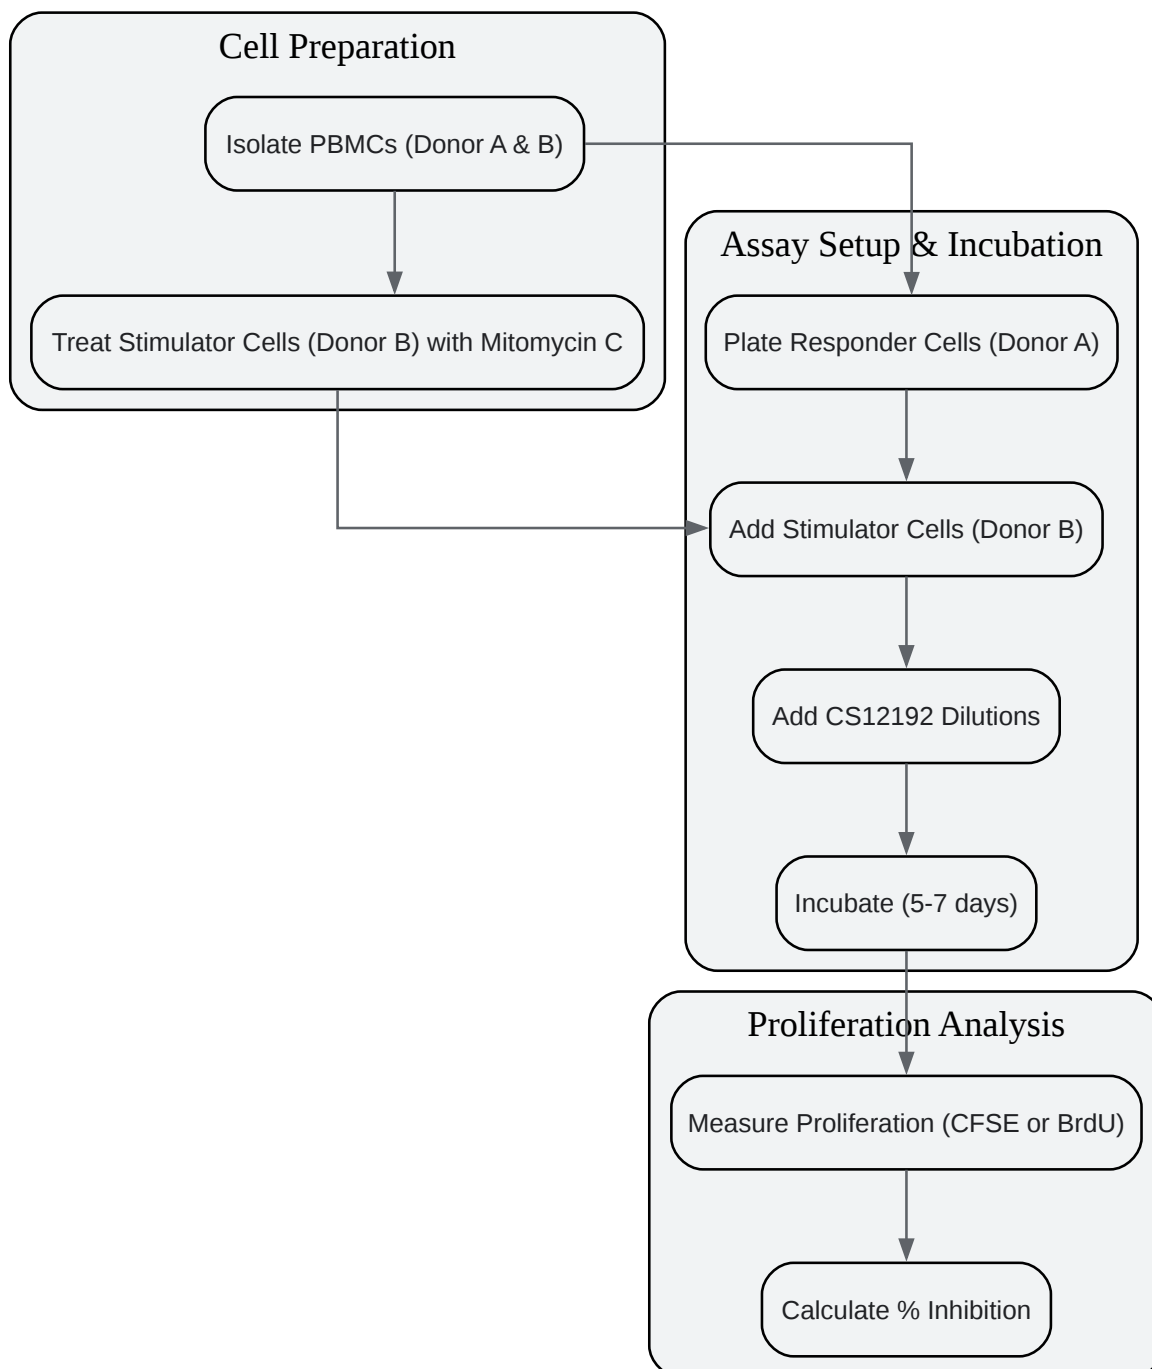 Cell Preparation
Isolate PBMCs (Donor A & B)
Treat Stimulator Cells (Donor B) with Mitomycin C
Assay Setup & Incubation
Plate Responder Cells (Donor A)
Add Stimulator Cells (Donor B)
Add CS12192 Dilutions
Incubate (5-7 days)
Proliferation Analysis
Measure Proliferation (CFSE or BrdU)
Calculate % Inhibition